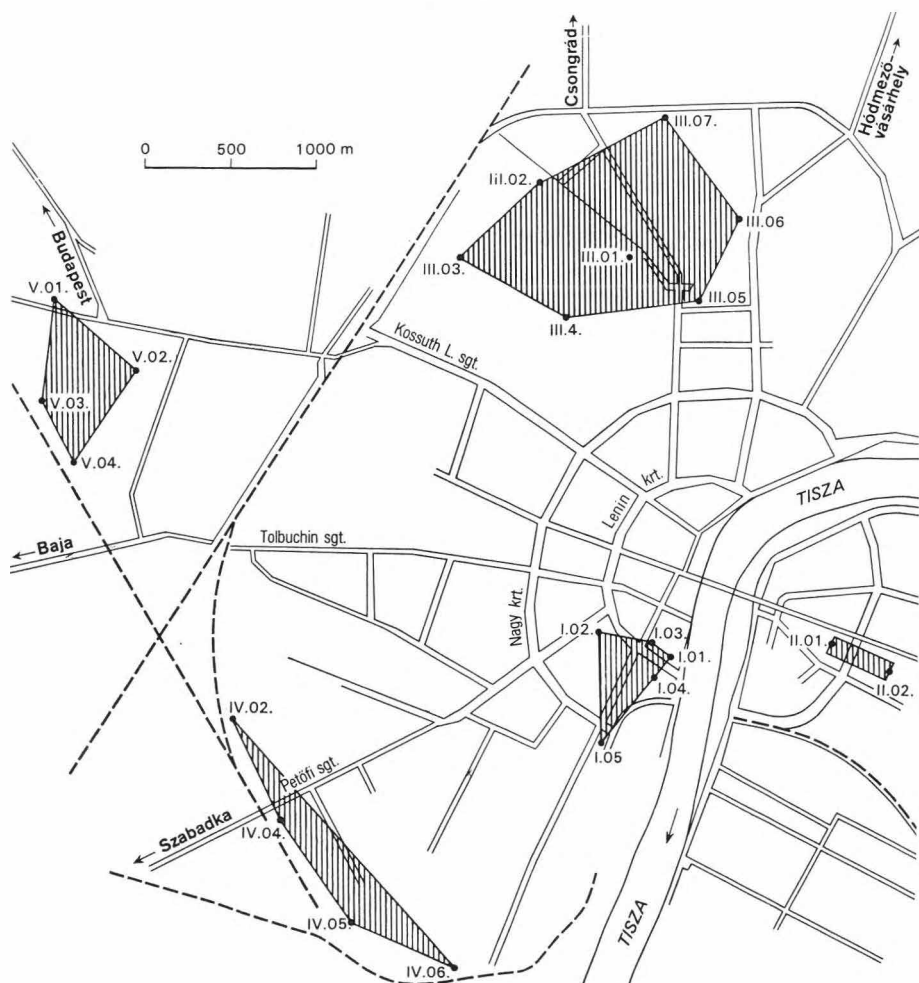 Csongrád
Hódmező-
vásárhely
0 500 1000 m
III.07.
III.02.
III.06
III.03.
III.01.
III.05
III.4.
Budapest
V.01.
V.02.
V.03.
V.04.
Kossuth L. sgt.
Lenin krt.
TISZA
Baja
Tolbuchin sgt.
Nagy krt.
I.02.
I.03.
I.01.
I.04.
I.05
II.01.
II.02.
IV.02.
Petőfi sgt.
IV.04.
Szabadka
IV.05.
IV.06.
TISZA